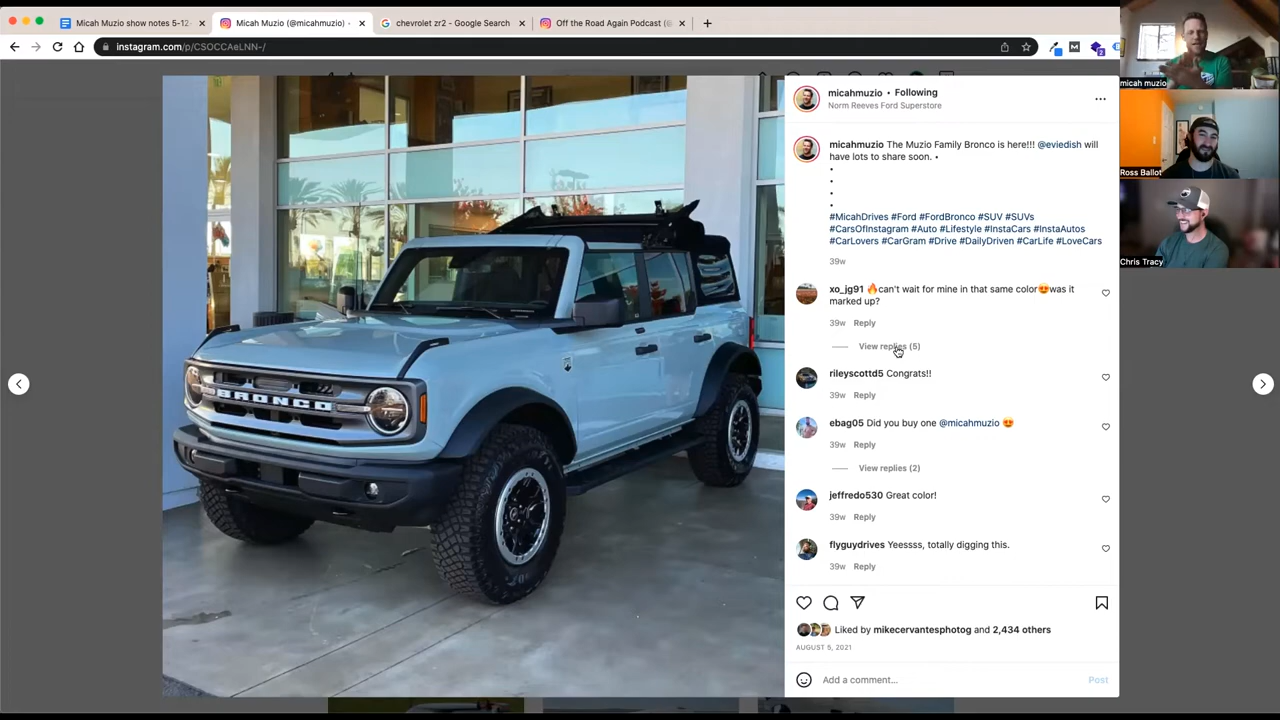 Micah Muzio show notes 5-12-
Micah Muzio (@micahmuzio) •
chevrolet zr2 - Google Search
Off the Road Again Podcast (@
instagram.com/p/CSOCCAeLNN-/
BRONCO
micahmuzio • Following
Norm Reeves Ford Superstore
micahmuzio The Muzio Family Bronco is here!!! @eviedish will
have lots to share soon. •
•
•
•
•
#MicahDrives #Ford #FordBronco #SUV #SUVs
#CarsOfInstagram #Auto #Lifestyle #InstaCars #InstaAutos
#CarLovers #CarGram #Drive #DailyDriven #CarLife #LoveCars
39w
xo_jg91 🔥can't wait for mine in that same color😍was it
marked up?
39w Reply
View replies (5)
rileyscottd5 Congrats!!
39w Reply
ebag05 Did you buy one @micahmuzio 😍
39w Reply
View replies (2)
jeffredo530 Great color!
39w Reply
flyguydrives Yeessss, totally digging this.
39w Reply
Liked by mikecervantesphotog and 2,434 others
AUGUST 5, 2021
Add a comment... Post
micah muzio
Ross Ballot
Chris Tracy